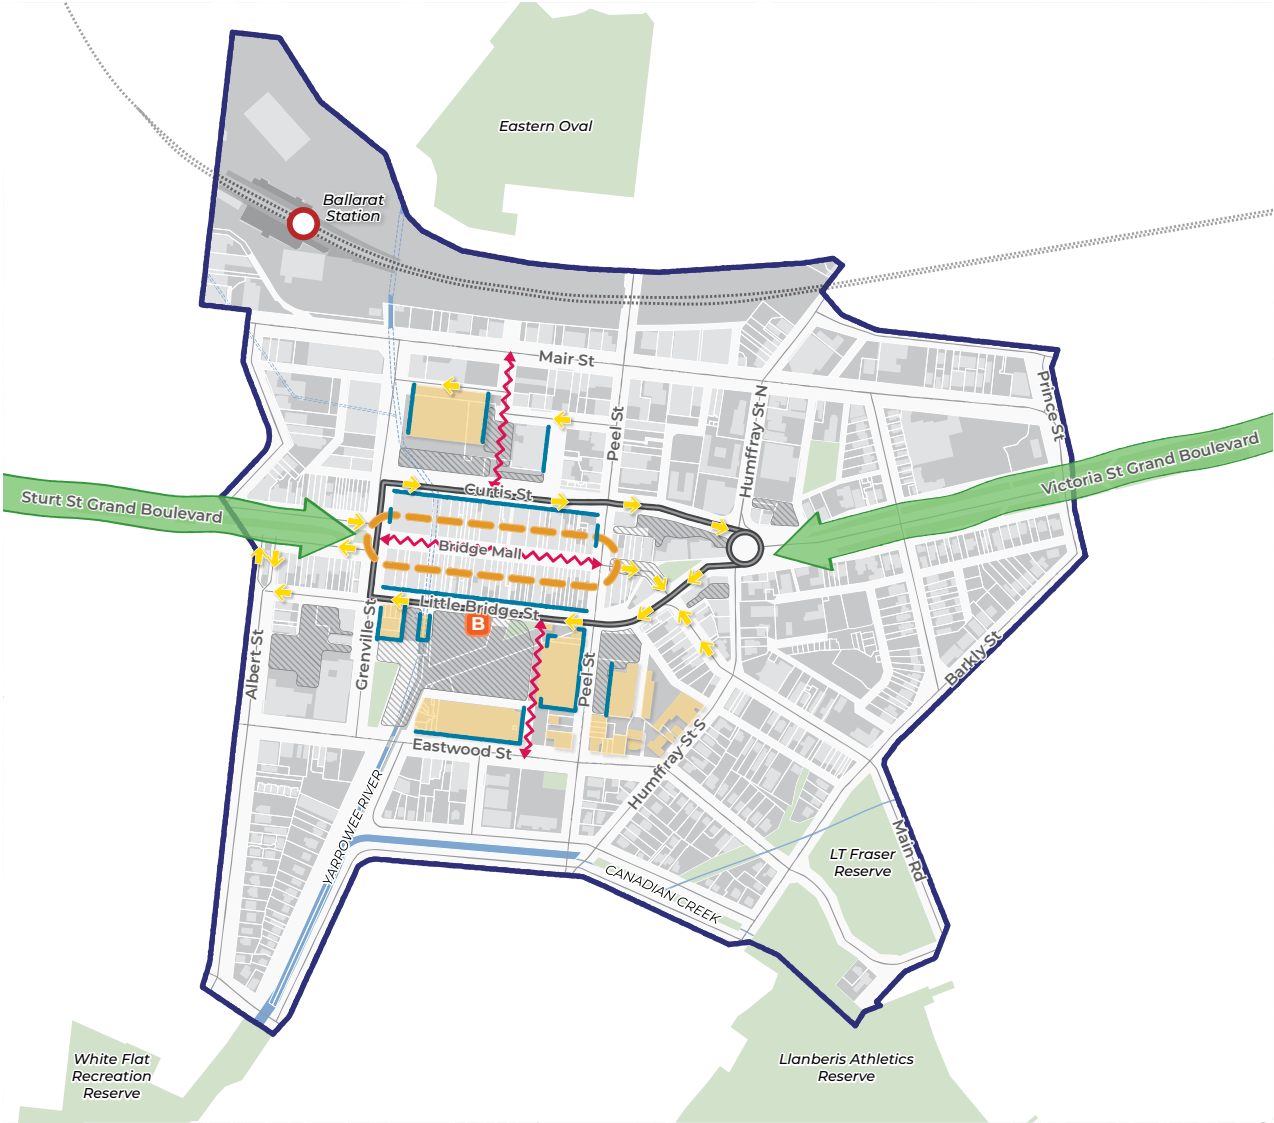 Eastern Oval
Ballarat
Station
Mair St
Prince St
Peel St
Humffray St N
Victoria St Grand Boulevard
Sturt St Grand Boulevard
Curtis St
Bridge Mall
Little Bridge St
B
Albert St
Grenville St
Peel St
Barkly St
Eastwood St
Humffray St S
YARROWEE RIVER
Main Rd
LT Fraser
Reserve
CANADIAN CREEK
White Flat
Recreation
Reserve
Llanberis Athletics
Reserve